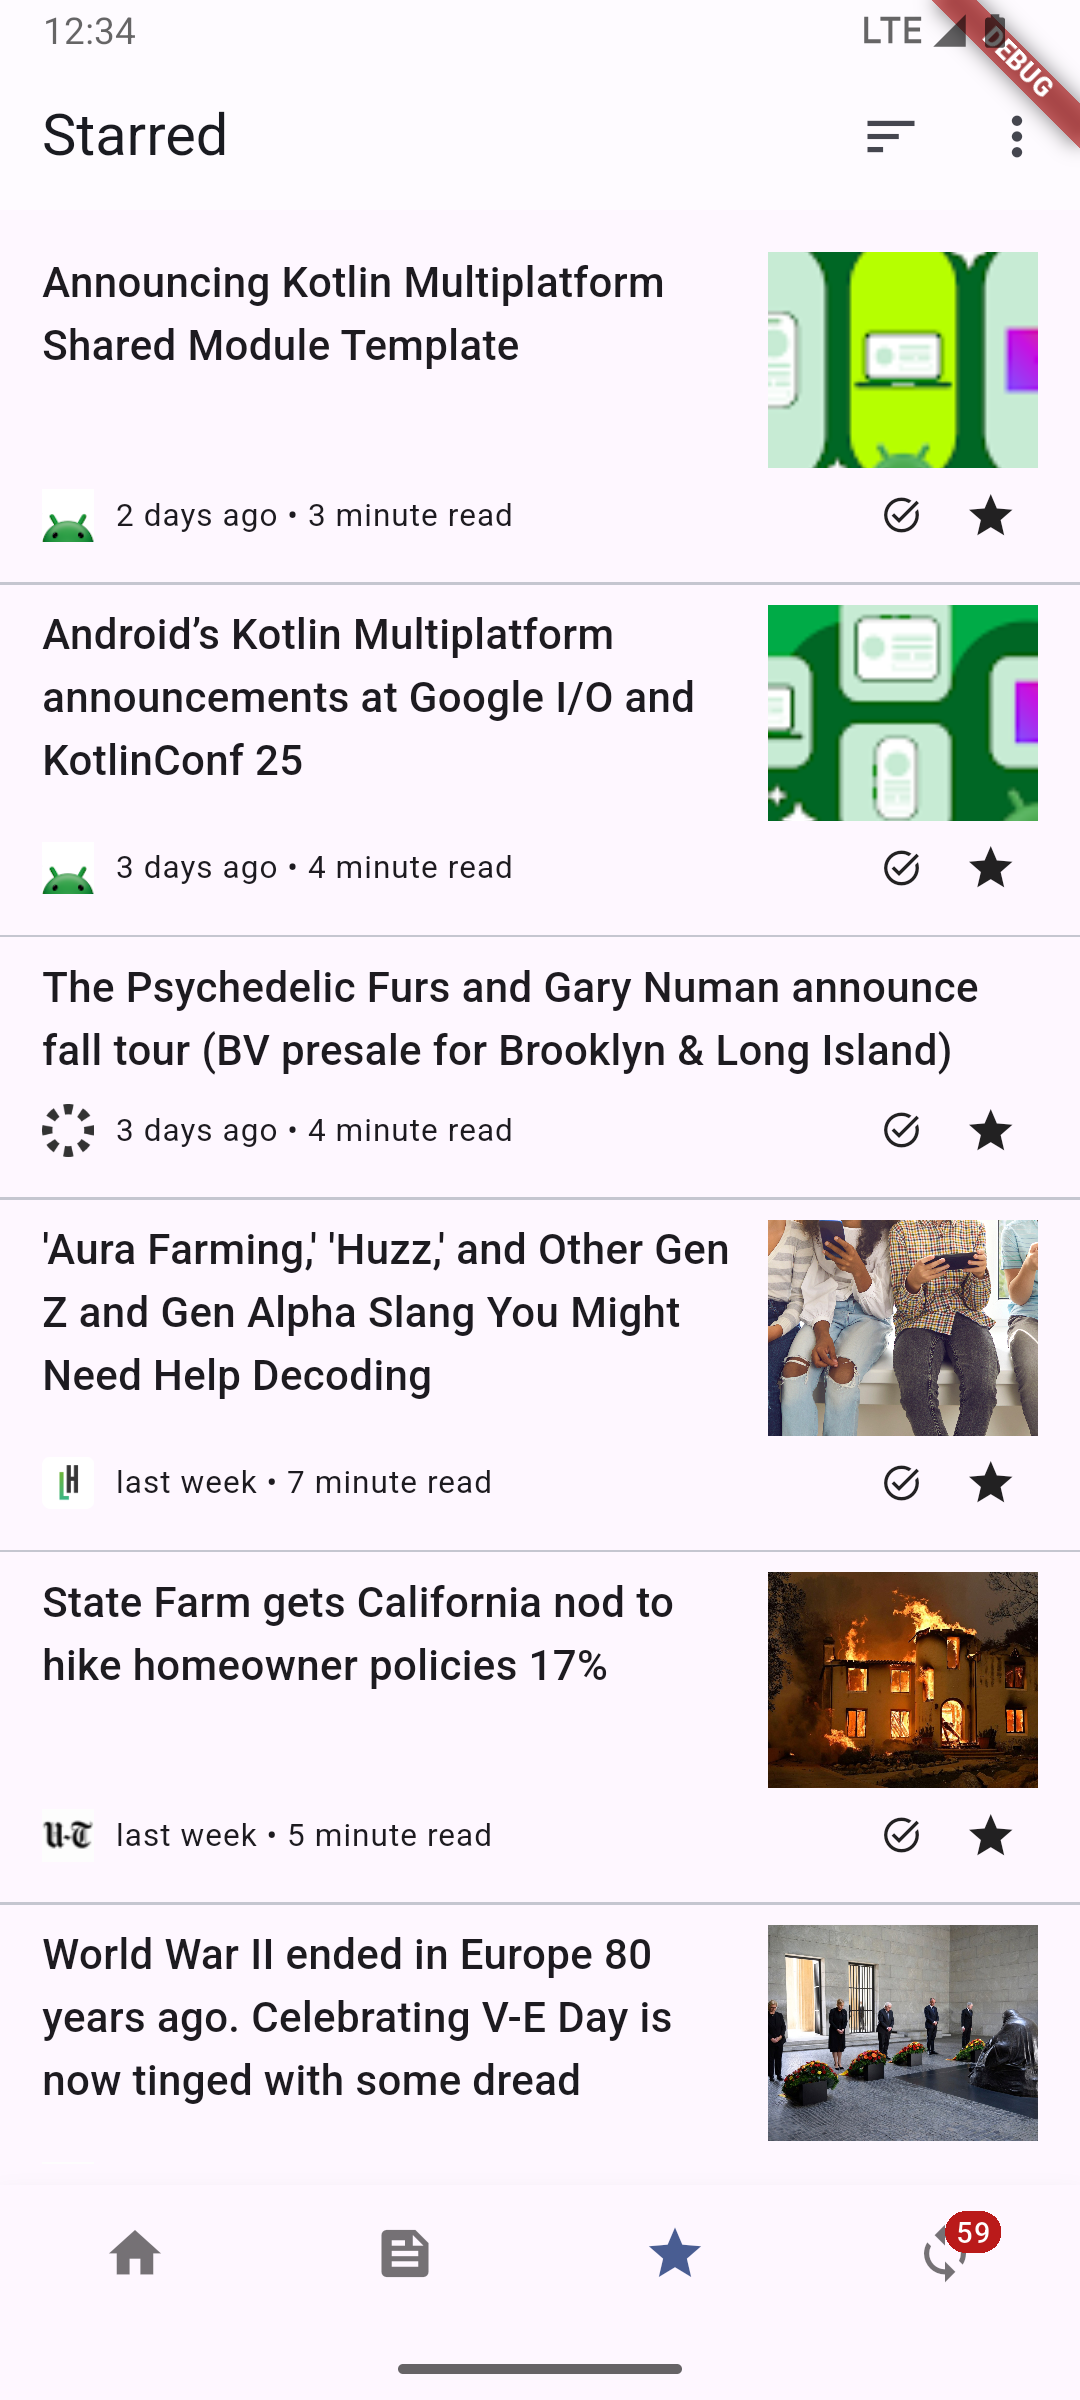 12:34
LTE
DEBUG
Starred
Announcing Kotlin Multiplatform
Shared Module Template
2 days ago • 3 minute read
Android’s Kotlin Multiplatform
announcements at Google I/O and
KotlinConf 25
3 days ago • 4 minute read
The Psychedelic Furs and Gary Numan announce
fall tour (BV presale for Brooklyn & Long Island)
3 days ago • 4 minute read
'Aura Farming,' 'Huzz,' and Other Gen
Z and Gen Alpha Slang You Might
Need Help Decoding
LH
last week • 7 minute read
State Farm gets California nod to
hike homeowner policies 17%
U-T
last week • 5 minute read
World War II ended in Europe 80
years ago. Celebrating V-E Day is
now tinged with some dread
59